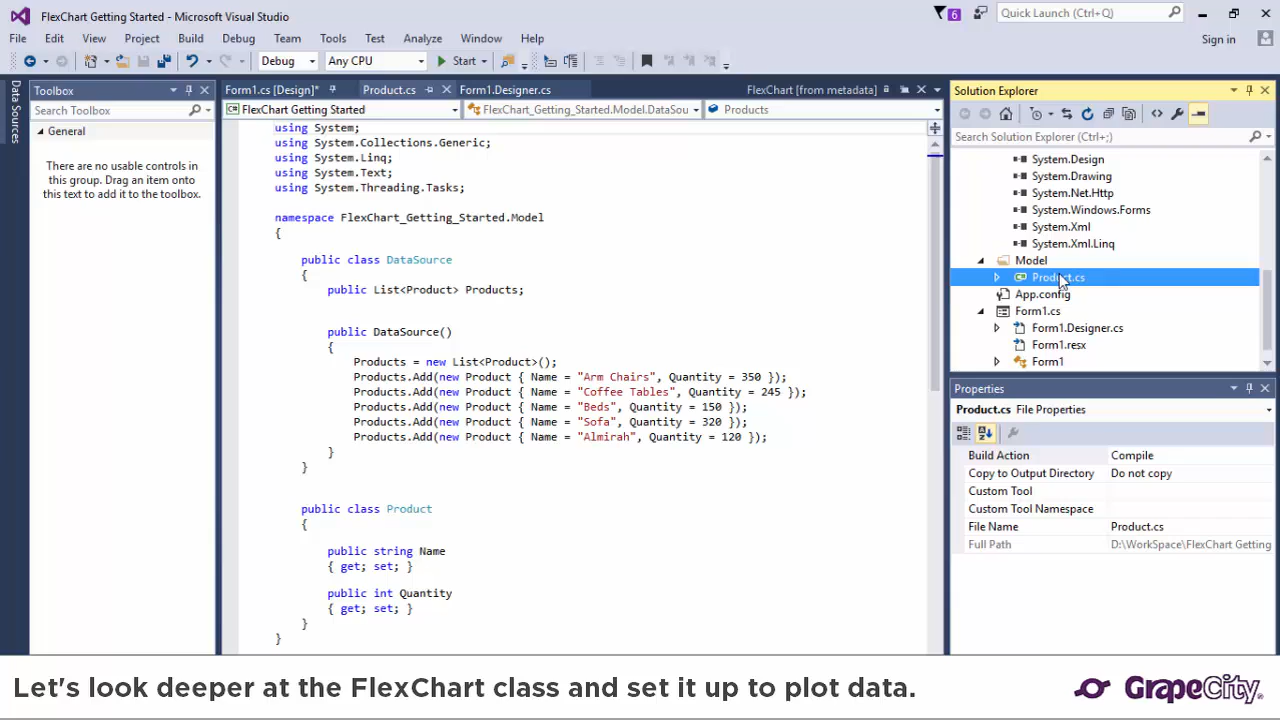 FlexChart Getting Started - Microsoft Visual Studio
6
Quick Launch (Ctrl+Q)
File Edit View Project Build Debug Team Tools Test Analyze Window Help
Sign in
Debug Any CPU Start
Data Sources
Toolbox
Search Toolbox
General
There are no usable controls in
this group. Drag an item onto
this text to add it to the toolbox.
Form1.cs [Design]* Product.cs Form1.Designer.cs FlexChart [from metadata]
FlexChart Getting Started FlexChart_Getting_Started.Model.DataSou Products
using System;
using System.Collections.Generic;
using System.Linq;
using System.Text;
using System.Threading.Tasks;
namespace FlexChart_Getting_Started.Model
{
public class DataSource
{
public List<Product> Products;
public DataSource()
{
Products = new List<Product>();
Products.Add(new Product { Name = "Arm Chairs", Quantity = 350 });
Products.Add(new Product { Name = "Coffee Tables", Quantity = 245 });
Products.Add(new Product { Name = "Beds", Quantity = 150 });
Products.Add(new Product { Name = "Sofa", Quantity = 320 });
Products.Add(new Product { Name = "Almirah", Quantity = 120 });
}
}
public class Product
{
public string Name
{ get; set; }
public int Quantity
{ get; set; }
}
}
Solution Explorer
Search Solution Explorer (Ctrl+;)
System.Design
System.Drawing
System.Net.Http
System.Windows.Forms
System.Xml
System.Xml.Linq
Model
Product.cs
App.config
Form1.cs
Form1.Designer.cs
Form1.resx
Form1
Properties
Product.cs File Properties
Build Action Compile
Copy to Output Directory Do not copy
Custom Tool
Custom Tool Namespace
File Name Product.cs
Full Path D:\WorkSpace\FlexChart Getting
Let's look deeper at the FlexChart class and set it up to plot data.
GrapeCity.